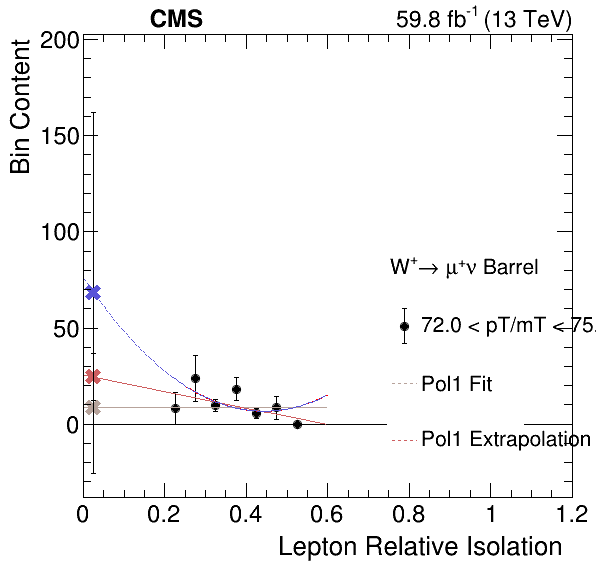 CMS 59.8 fb⁻¹ (13 TeV)
Bin Content
200
150
100
50
0
W⁺→ μ⁺ν Barrel
72.0 < pT/mT < 75.
Pol1 Fit
Pol1 Extrapolation
0 0.2 0.4 0.6 0.8 1 1.2
Lepton Relative Isolation